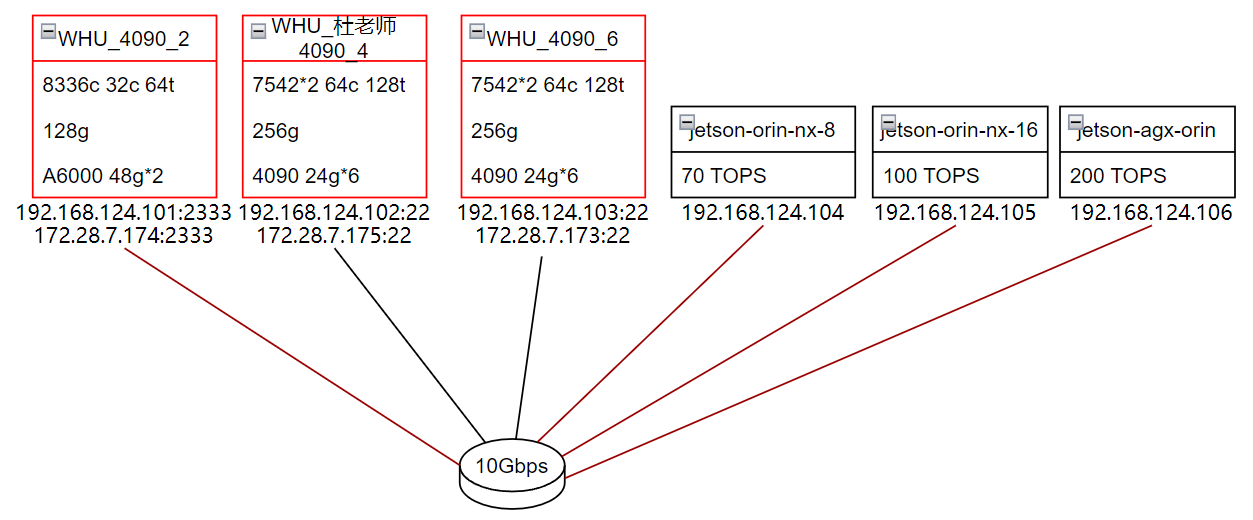 WHU_4090_2
8336c 32c 64t
128g
A6000 48g*2
192.168.124.101:2333
172.28.7.174:2333
WHU_杜老师
4090_4
7542*2 64c 128t
256g
4090 24g*6
192.168.124.102:22
172.28.7.175:22
WHU_4090_6
7542*2 64c 128t
256g
4090 24g*6
192.168.124.103:22
172.28.7.173:22
jetson-orin-nx-8
70 TOPS
192.168.124.104
jetson-orin-nx-16
100 TOPS
192.168.124.105
jetson-agx-orin
200 TOPS
192.168.124.106
10Gbps